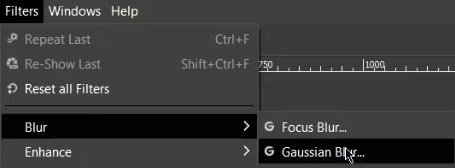 Filters Windows Help
Repeat Last Ctrl+F
Re-Show Last Shift+Ctrl+F
750 1000
Reset all Filters
Blur Focus Blur...
Enhance Gaussian Blur...